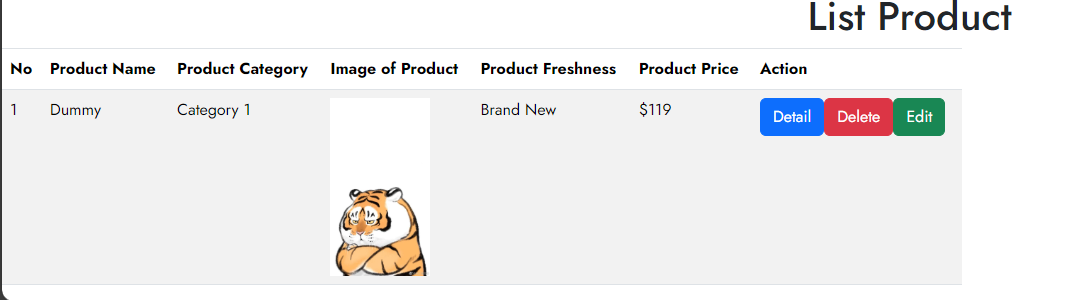 List Product
No Product Name Product Category Image of Product Product Freshness Product Price Action
1 Dummy Category 1 Brand New $119 Detail Delete Edit